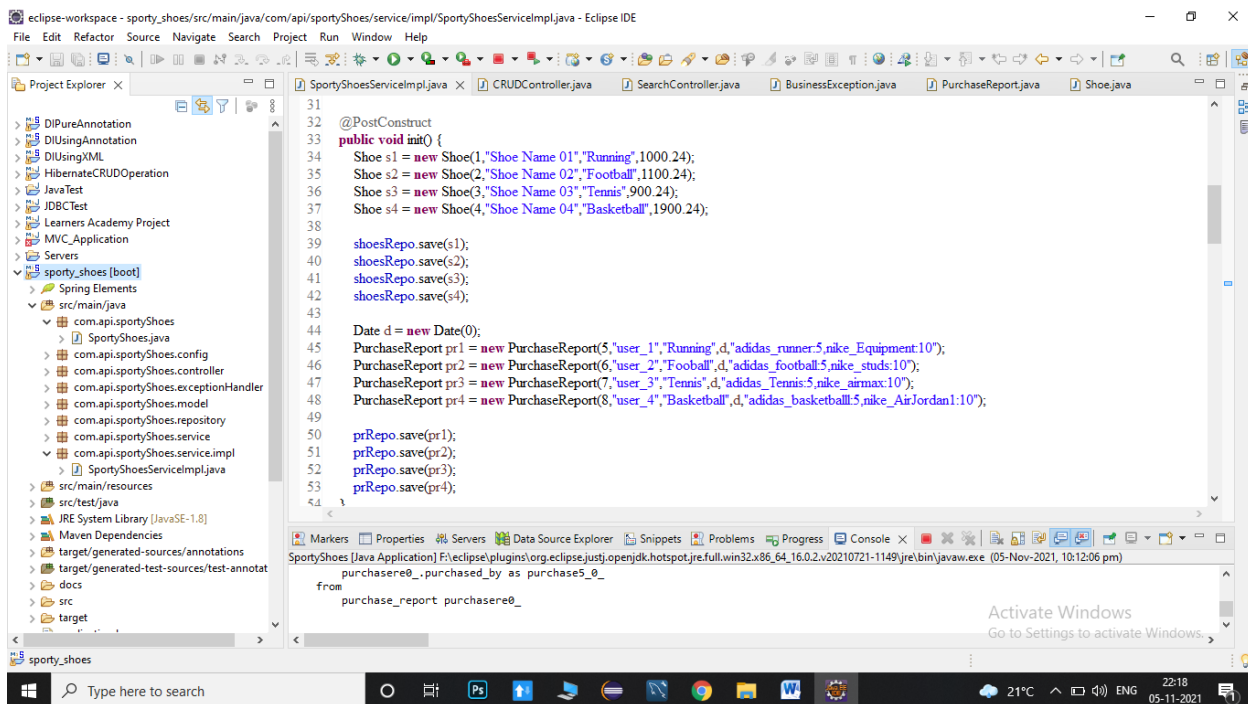 eclipse-workspace - sporty_shoes/src/main/java/com/api/sportyShoes/service/impl/SportyShoesServiceImpl.java - Eclipse IDE
File Edit Refactor Source Navigate Search Project Run Window Help
Project Explorer
SportyShoesServiceImpl.java CRUDController.java SearchController.java BusinessException.java PurchaseReport.java Shoe.java
DIPureAnnotation
DIUsingAnnotation
DIUsingXML
HibernateCRUDOperation
JavaTest
JDBCTest
Learners Academy Project
MVC_Application
Servers
sporty_shoes [boot]
Spring Elements
src/main/java
com.api.sportyShoes
SportyShoes.java
com.api.sportyShoes.config
com.api.sportyShoes.controller
com.api.sportyShoes.exceptionHandler
com.api.sportyShoes.model
com.api.sportyShoes.repository
com.api.sportyShoes.service
com.api.sportyShoes.service.impl
SportyShoesServiceImpl.java
src/main/resources
src/test/java
JRE System Library [JavaSE-1.8]
Maven Dependencies
target/generated-sources/annotations
target/generated-test-sources/test-annotat
docs
src
target
31
32 @PostConstruct
33 public void init() {
34 Shoe s1 = new Shoe(1,"Shoe Name 01","Running",1000.24);
35 Shoe s2 = new Shoe(2,"Shoe Name 02","Football",1100.24);
36 Shoe s3 = new Shoe(3,"Shoe Name 03","Tennis",900.24);
37 Shoe s4 = new Shoe(4,"Shoe Name 04","Basketball",1900.24);
38
39 shoesRepo.save(s1);
40 shoesRepo.save(s2);
41 shoesRepo.save(s3);
42 shoesRepo.save(s4);
43
44 Date d = new Date(0);
45 PurchaseReport pr1 = new PurchaseReport(5,"user_1","Running",d,"adidas_runner:5,nike_Equipment:10");
46 PurchaseReport pr2 = new PurchaseReport(6,"user_2","Fooball",d,"adidas_football:5,nike_studs:10");
47 PurchaseReport pr3 = new PurchaseReport(7,"user_3","Tennis",d,"adidas_Tennis:5,nike_airmax:10");
48 PurchaseReport pr4 = new PurchaseReport(8,"user_4","Basketball",d,"adidas_basketballl:5,nike_AirJordan1:10");
49
50 prRepo.save(pr1);
51 prRepo.save(pr2);
52 prRepo.save(pr3);
53 prRepo.save(pr4);
54 }
Markers Properties Servers Data Source Explorer Snippets Problems Progress Console
SportyShoes [Java Application] F:\eclipse\plugins\org.eclipse.justj.openjdk.hotspot.jre.full.win32.x86_64_16.0.2.v20210721-1149\jre\bin\javaw.exe (05-Nov-2021, 10:12:06 pm)
purchasere0_.purchased_by as purchase5_0_
from
purchase_report purchasere0_
Activate Windows
Go to Settings to activate Windows.
sporty_shoes
Type here to search
Ps
W
21°C
ENG
22:18
05-11-2021